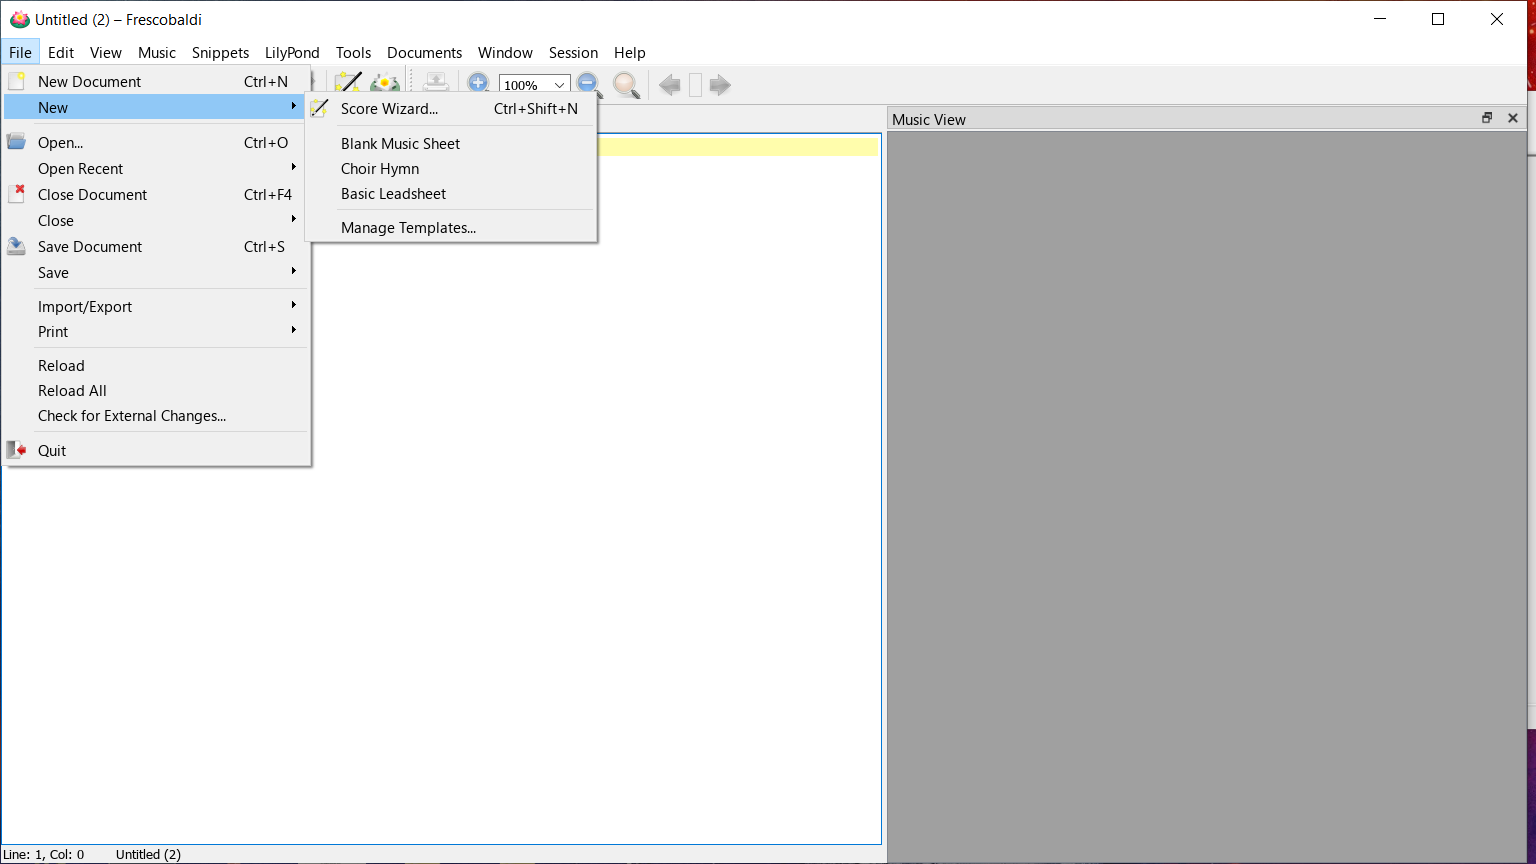 Untitled (2) – Frescobaldi
File Edit View Music Snippets LilyPond Tools Documents Window Session Help
100%
New Document Ctrl+N
New
Open... Ctrl+O
Open Recent
Close Document Ctrl+F4
Close
Save Document Ctrl+S
Save
Import/Export
Print
Reload
Reload All
Check for External Changes...
Quit
Score Wizard... Ctrl+Shift+N
Blank Music Sheet
Choir Hymn
Basic Leadsheet
Manage Templates...
Music View
Line: 1, Col: 0 Untitled (2)